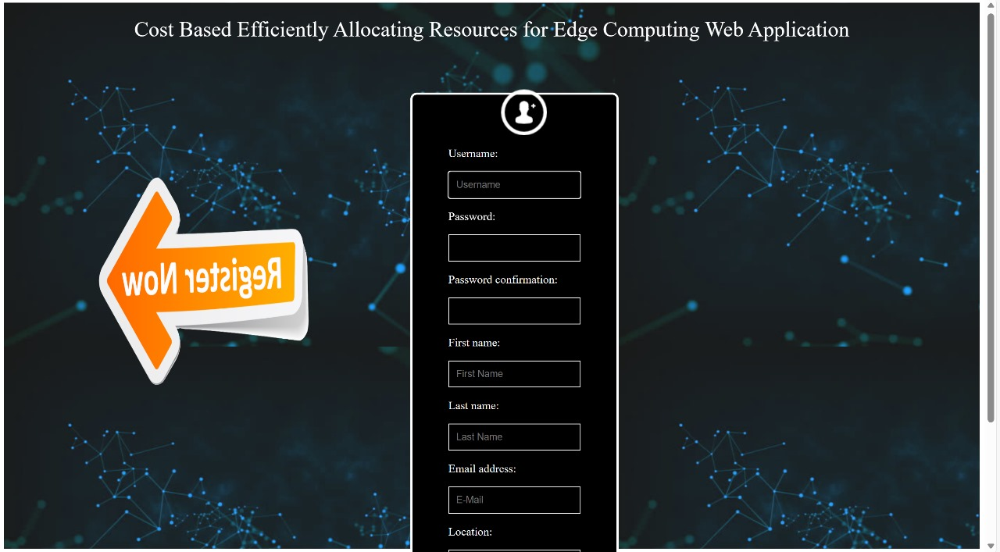 Cost Based Efficiently Allocating Resources for Edge Computing Web Application
Username:
Username
Password:
Register Now
Password confirmation:
First name:
First Name
Last name:
Last Name
Email address:
E-Mail
Location: